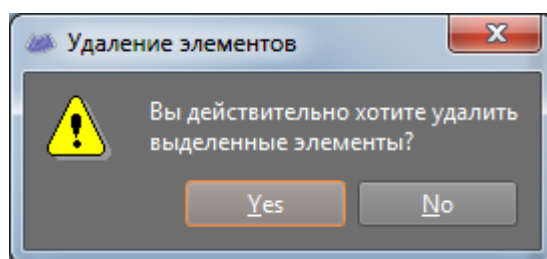 Удаление элементов
Вы действительно хотите удалить
выделенные элементы?
Yes
No